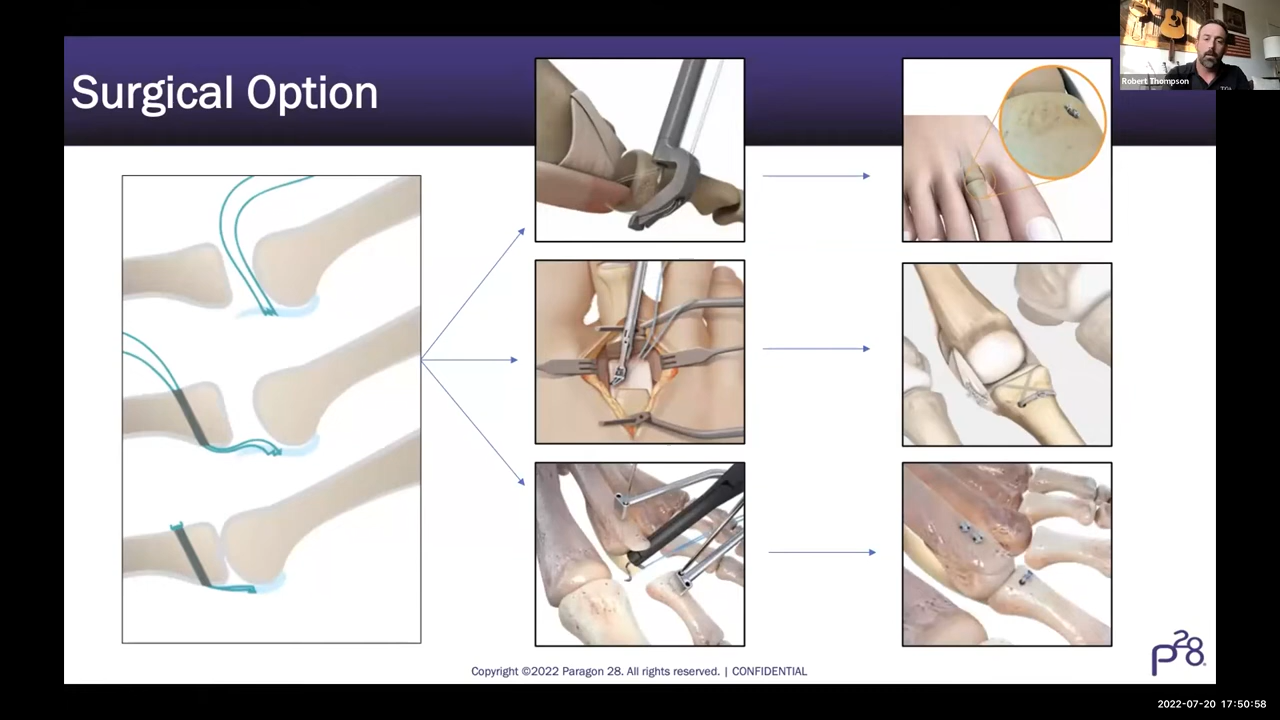 Surgical Option
Robert Thompson
Copyright ©2022 Paragon 28. All rights reserved. | CONFIDENTIAL
P28
2022-07-20 17:50:58